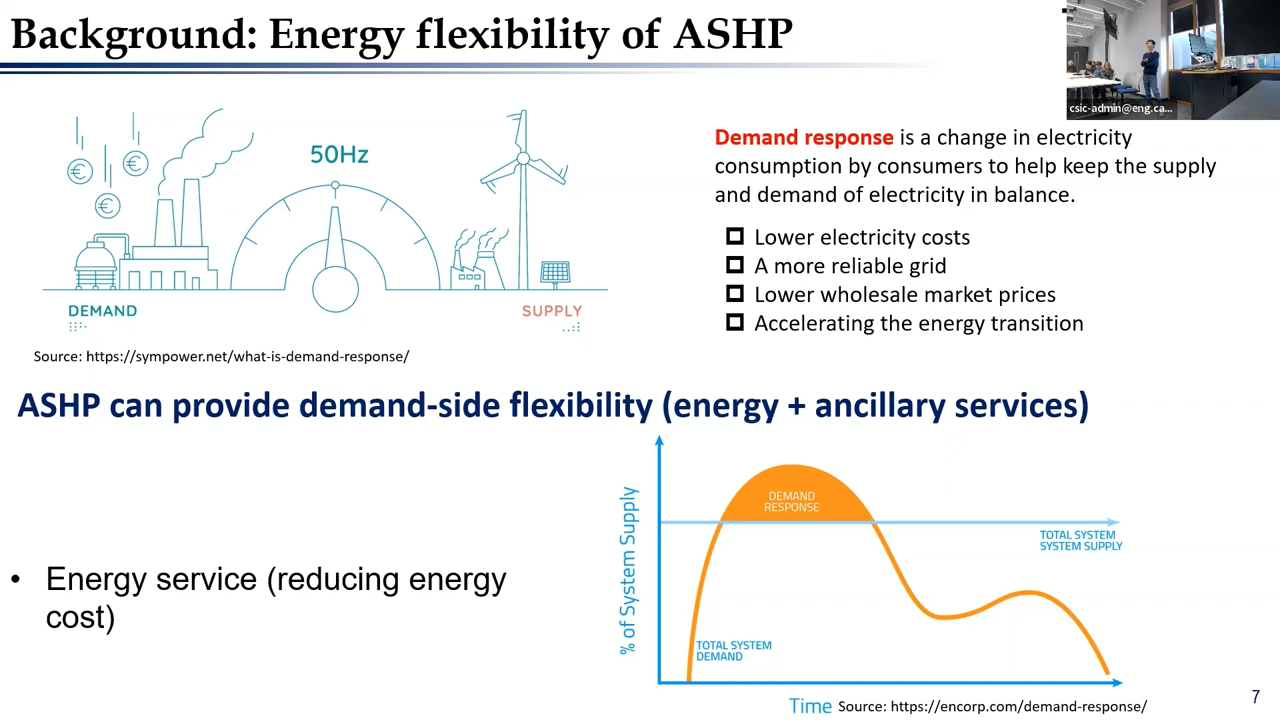 Background: Energy flexibility of ASHP
csic-admin@eng.ca...
50Hz
DEMAND
SUPPLY
Source: https://sympower.net/what-is-demand-response/
Demand response is a change in electricity
consumption by consumers to help keep the supply
and demand of electricity in balance.
Lower electricity costs
A more reliable grid
Lower wholesale market prices
Accelerating the energy transition
ASHP can provide demand-side flexibility (energy + ancillary services)
• Energy service (reducing energy
cost)
% of System Supply
DEMAND
RESPONSE
TOTAL SYSTEM
SYSTEM SUPPLY
TOTAL SYSTEM
DEMAND
Time
Source: https://encorp.com/demand-response/
7